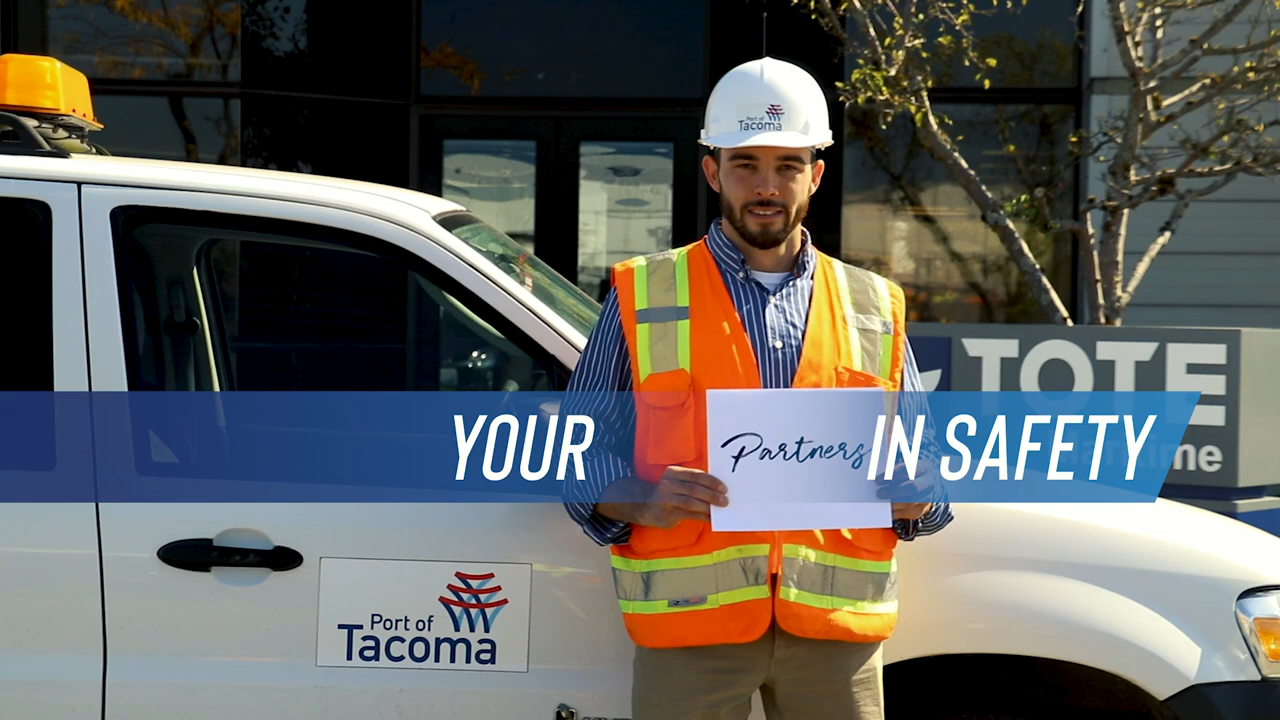 Port of
Tacoma
TOTE
YOUR Partners IN SAFETY
Port of
Tacoma